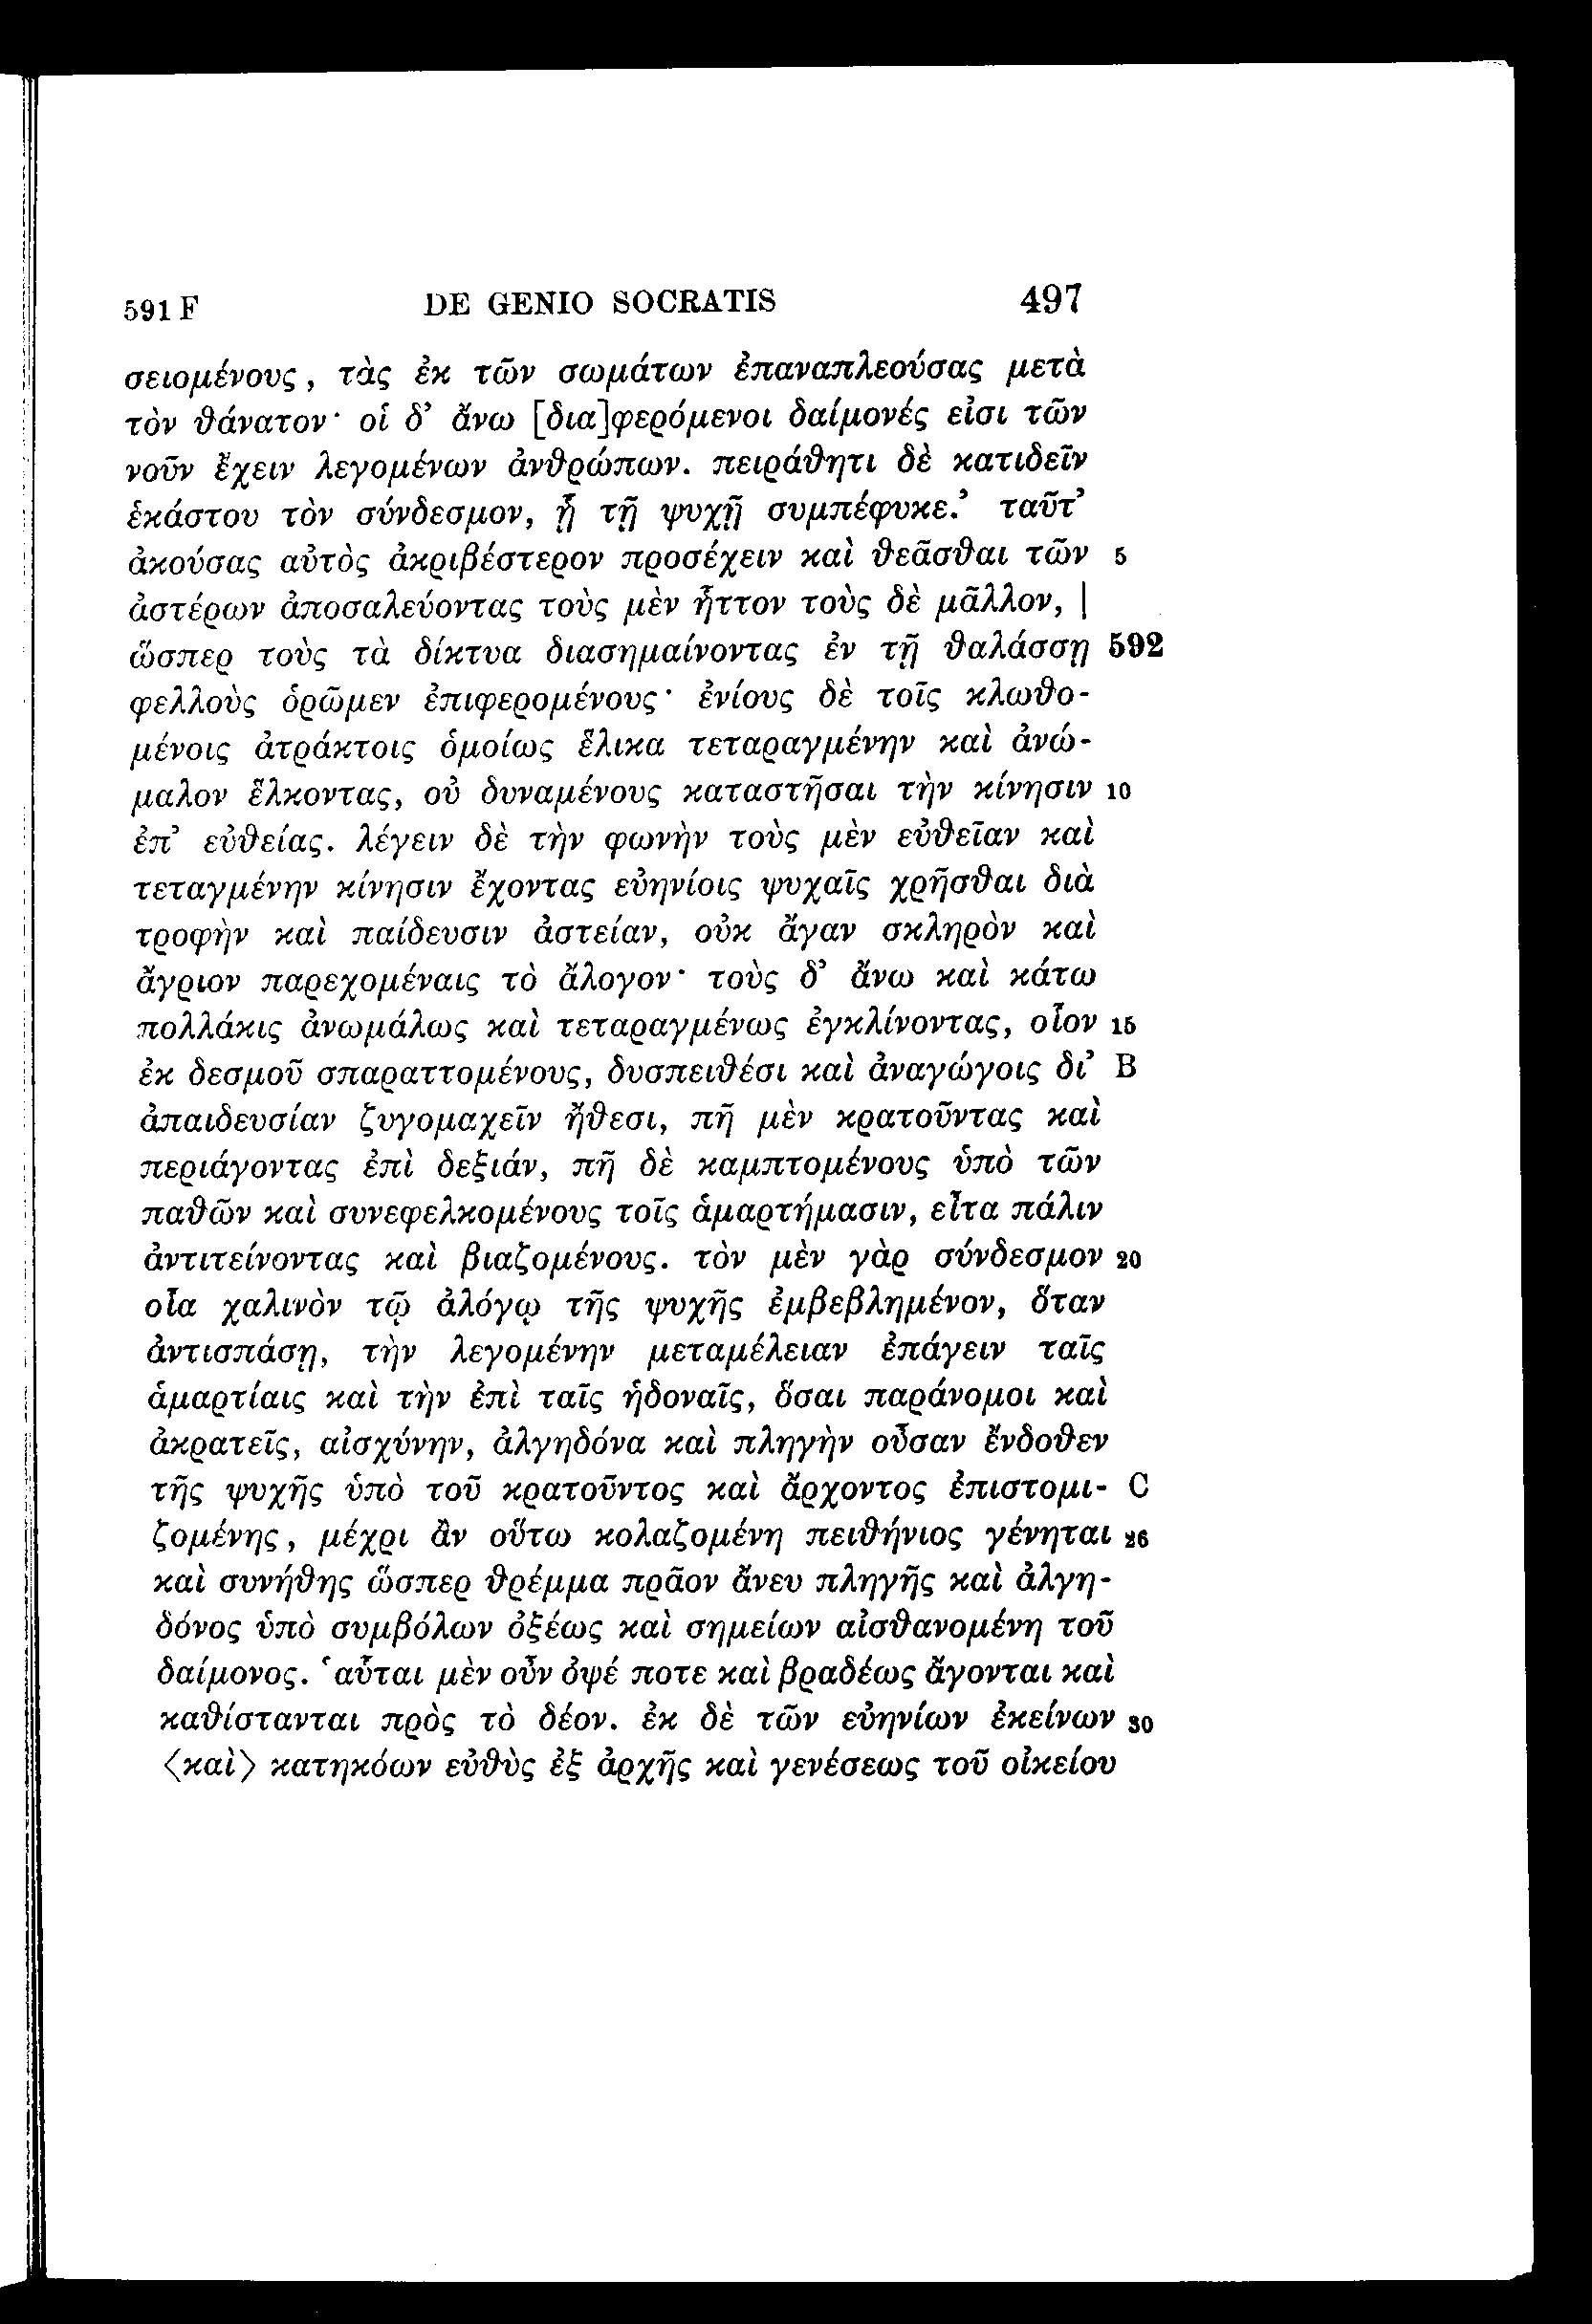 591 F DE GENIO SOCRATIS 497
σειομένους, τὰς ἐκ τῶν σωμάτων ἐπαναπλεούσας μετὰ
τὸν θάνατον· οἱ δ’ ἄνω [δια]φερόμενοι δαίμονές εἰσι τῶν
νοῦν ἔχειν λεγομένων ἀνθρώπων. πειράθητι δὲ κατιδεῖν
ἑκάστου τὸν σύνδεσμον, ᾗ τῇ ψυχῇ συμπέφυκε.’ ταῦτ’
ἀκούσας αὐτὸς ἀκριβέστερον προσέχειν καὶ θεᾶσθαι τῶν 5
ἀστέρων ἀποσαλεύοντας τοὺς μὲν ἧττον τοὺς δὲ μᾶλλον, |
ὥσπερ τοὺς τὰ δίκτυα διασημαίνοντας ἐν τῇ θαλάσσῃ 592
φελλοὺς ὁρῶμεν ἐπιφερομένους· ἐνίους δὲ τοῖς κλωθο-
μένοις ἀτράκτοις ὁμοίως ἕλικα τεταραγμένην καὶ ἀνώ-
μαλον ἕλκοντας, οὐ δυναμένους καταστῆσαι τὴν κίνησιν 10
ἐπ’ εὐθείας. λέγειν δὲ τὴν φωνὴν τοὺς μὲν εὐθεῖαν καὶ
τεταγμένην κίνησιν ἔχοντας εὐηνίοις ψυχαῖς χρῆσθαι διὰ
τροφὴν καὶ παίδευσιν ἀστείαν, οὐκ ἄγαν σκληρὸν καὶ
ἄγριον παρεχομέναις τὸ ἄλογον· τοὺς δ’ ἄνω καὶ κάτω
πολλάκις ἀνωμάλως καὶ τεταραγμένως ἐγκλίνοντας, οἷον 15
ἐκ δεσμοῦ σπαραττομένους, δυσπειθέσι καὶ ἀναγώγοις δι’ B
ἀπαιδευσίαν ζυγομαχεῖν ἤθεσι, πῆ μὲν κρατοῦντας καὶ
περιάγοντας ἐπὶ δεξιάν, πῆ δὲ καμπτομένους ὑπὸ τῶν
παθῶν καὶ συνεφελκομένους τοῖς ἁμαρτήμασιν, εἶτα πάλιν
ἀντιτείνοντας καὶ βιαζομένους. τὸν μὲν γὰρ σύνδεσμον 20
οἷα χαλινὸν τῷ ἀλόγῳ τῆς ψυχῆς ἐμβεβλημένον, ὅταν
ἀντισπάσῃ, τὴν λεγομένην μεταμέλειαν ἐπάγειν ταῖς
ἁμαρτίαις καὶ τὴν ἐπὶ ταῖς ἡδοναῖς, ὅσαι παράνομοι καὶ
ἀκρατεῖς, αἰσχύνην, ἀλγηδόνα καὶ πληγὴν οὖσαν ἔνδοθεν
τῆς ψυχῆς ὑπὸ τοῦ κρατοῦντος καὶ ἄρχοντος ἐπιστομι- C
ζομένης, μέχρι ἂν οὕτω κολαζομένη πειθήνιος γένηται 26
καὶ συνήθης ὥσπερ θρέμμα πρᾶον ἄνευ πληγῆς καὶ ἀλγη-
δόνος ὑπὸ συμβόλων ὀξέως καὶ σημείων αἰσθανομένη τοῦ
δαίμονος. ‘αὗται μὲν οὖν ὀψέ ποτε καὶ βραδέως ἄγονται καὶ
καθίστανται πρὸς τὸ δέον. ἐκ δὲ τῶν εὐηνίων ἐκείνων 30
⟨καὶ⟩ κατηκόων εὐθὺς ἐξ ἀρχῆς καὶ γενέσεως τοῦ οἰκείου